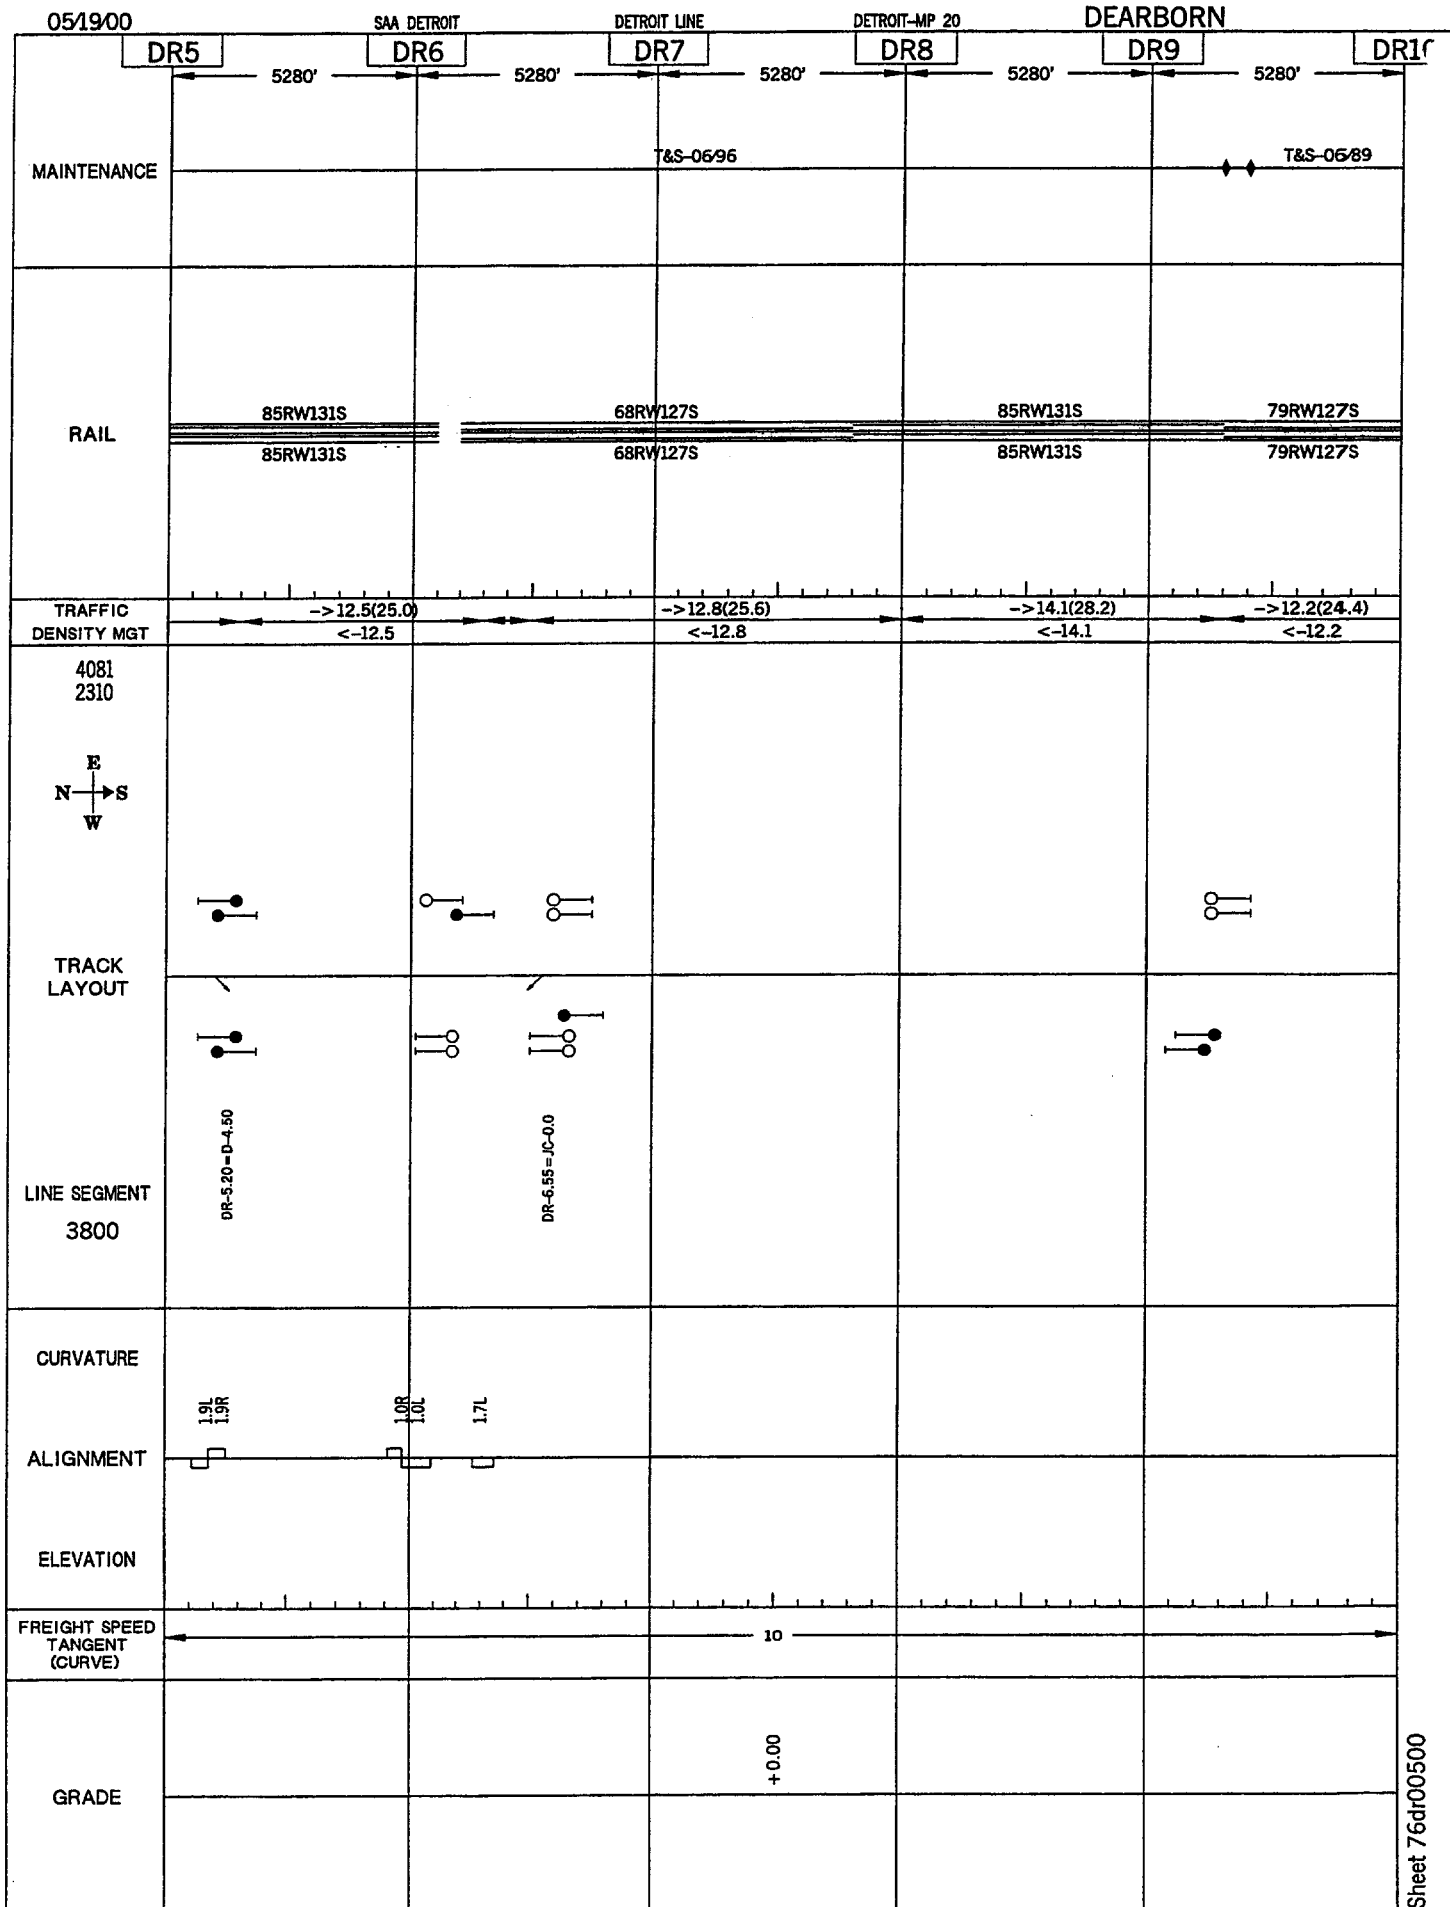 05/19/00 SAA DETROIT DETROIT LINE DETROIT-MP 20 DEARBORN
DR5 DR6 DR7 DR8 DR9
5280' 5280' 5280' 5280' 5280'
MAINTENANCE T&S-06/96 T&S-06/89
85RW131S 68RW127S 85RW131S 79RW127S
RAIL
85RW131S 68RW127S 85RW131S 79RW127S
TRAFFIC ->12.5(25.0) ->12.8(25.6) ->14.1(28.2) ->12.2(24.4)
DENSITY MGT <-12.5 <-12.8 <-14.1 <-12.2
4081
2310
E
N S
W
TRACK
LAYOUT
DR-5.20=D-4.50
DR-6.55=JC-0.0
LINE SEGMENT
3800
CURVATURE
1.9L
1.9R
1.0R
1.0L
1.7L
ALIGNMENT
ELEVATION
FREIGHT SPEED
TANGENT 10
(CURVE)
+0.00
GRADE
Sheet 76dr00500